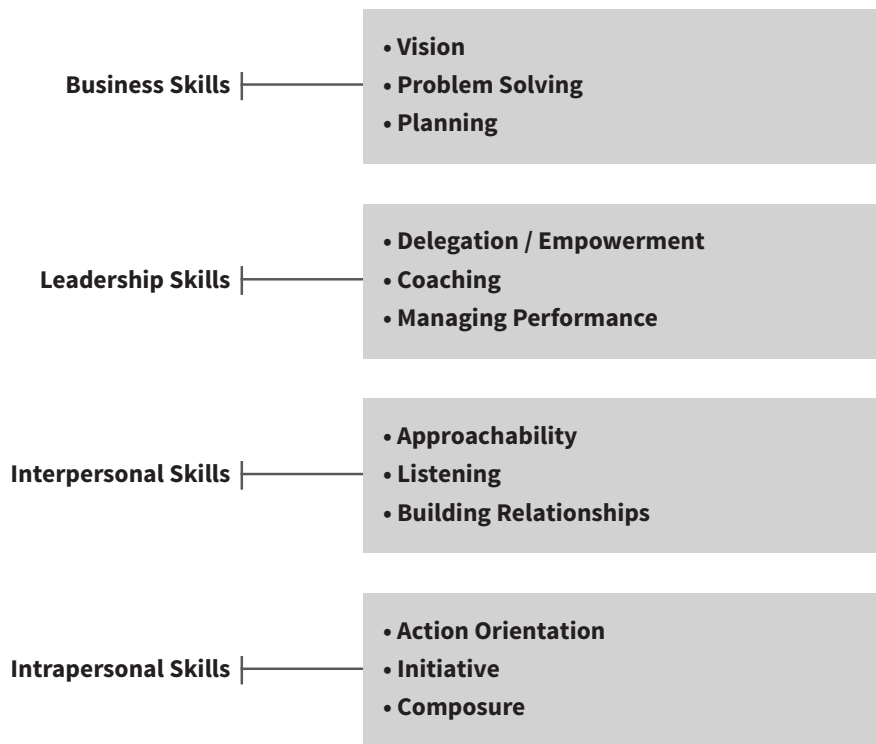 Business Skills
• Vision
• Problem Solving
• Planning
Leadership Skills
• Delegation / Empowerment
• Coaching
• Managing Performance
Interpersonal Skills
• Approachability
• Listening
• Building Relationships
Intrapersonal Skills
• Action Orientation
• Initiative
• Composure